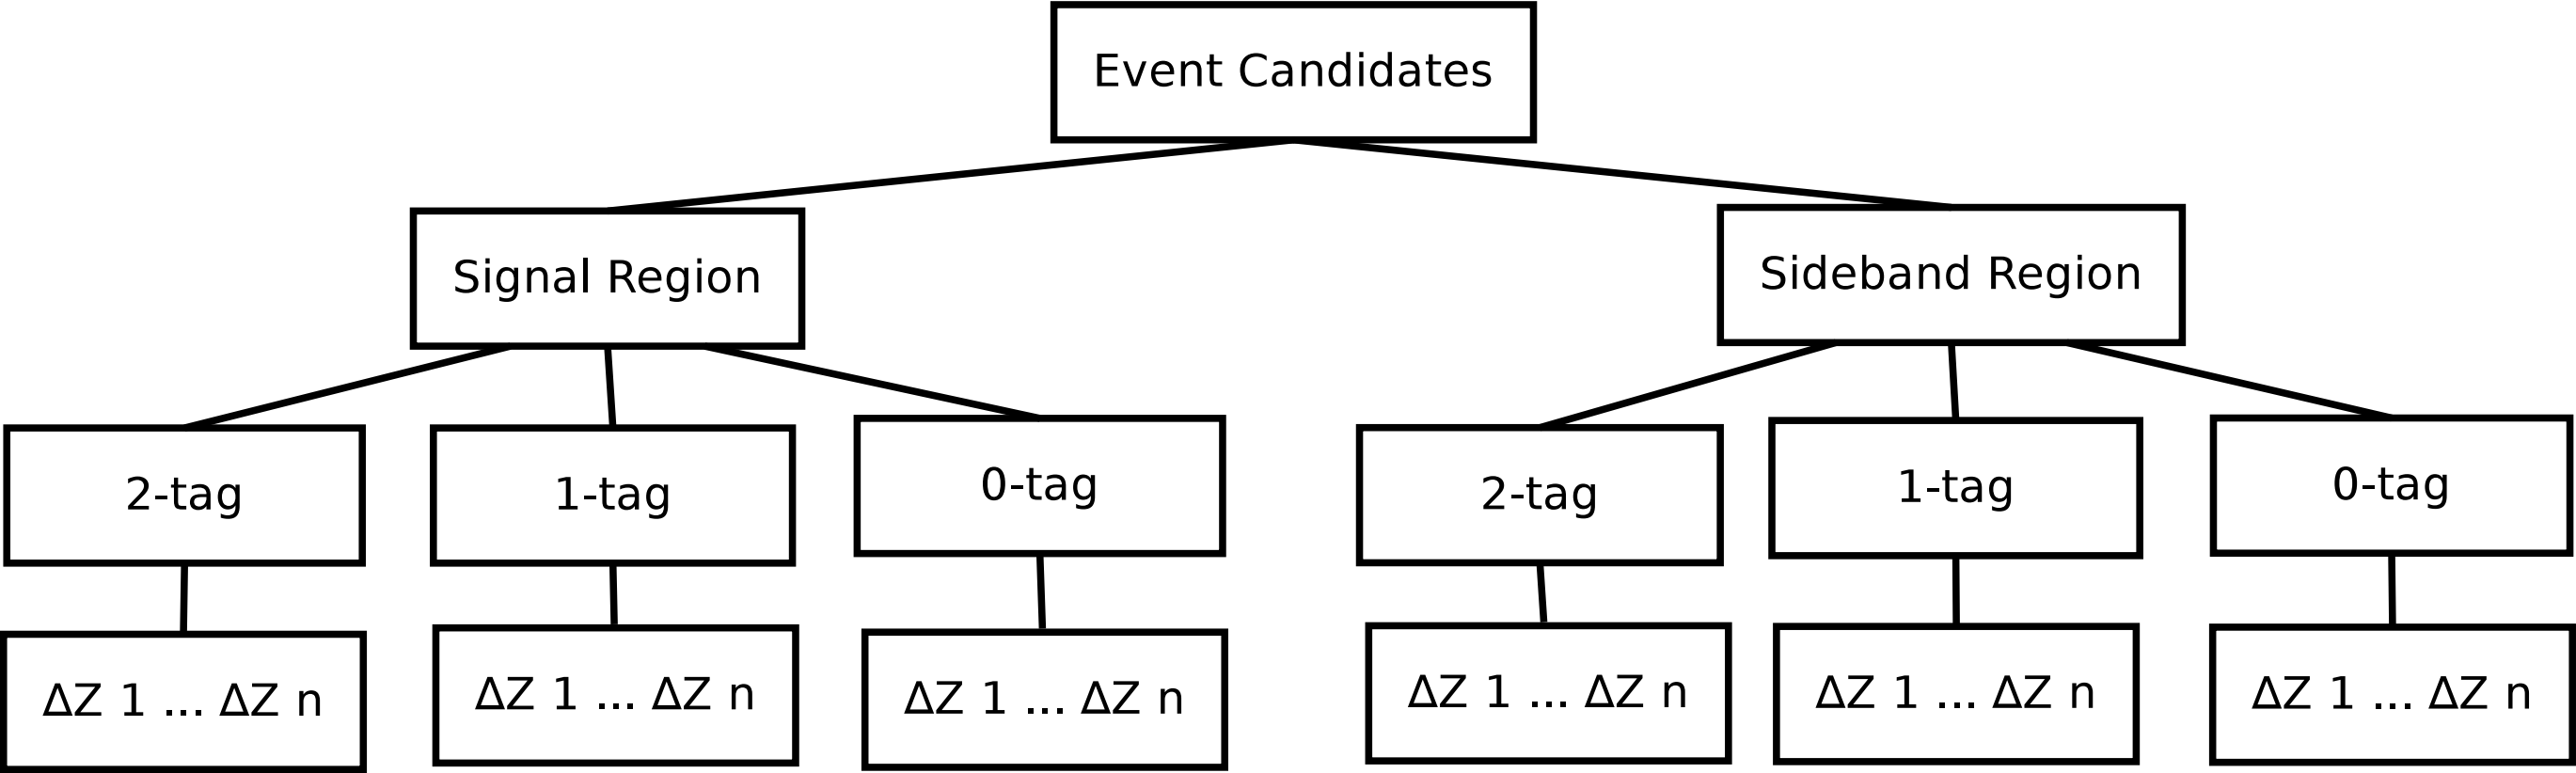 Event Candidates
Signal Region
Sideband Region
2-tag
1-tag
0-tag
2-tag
1-tag
0-tag
ΔZ 1 ... ΔZ n
ΔZ 1 ... ΔZ n
ΔZ 1 ... ΔZ n
ΔZ 1 ... ΔZ n
ΔZ 1 ... ΔZ n
ΔZ 1 ... ΔZ n